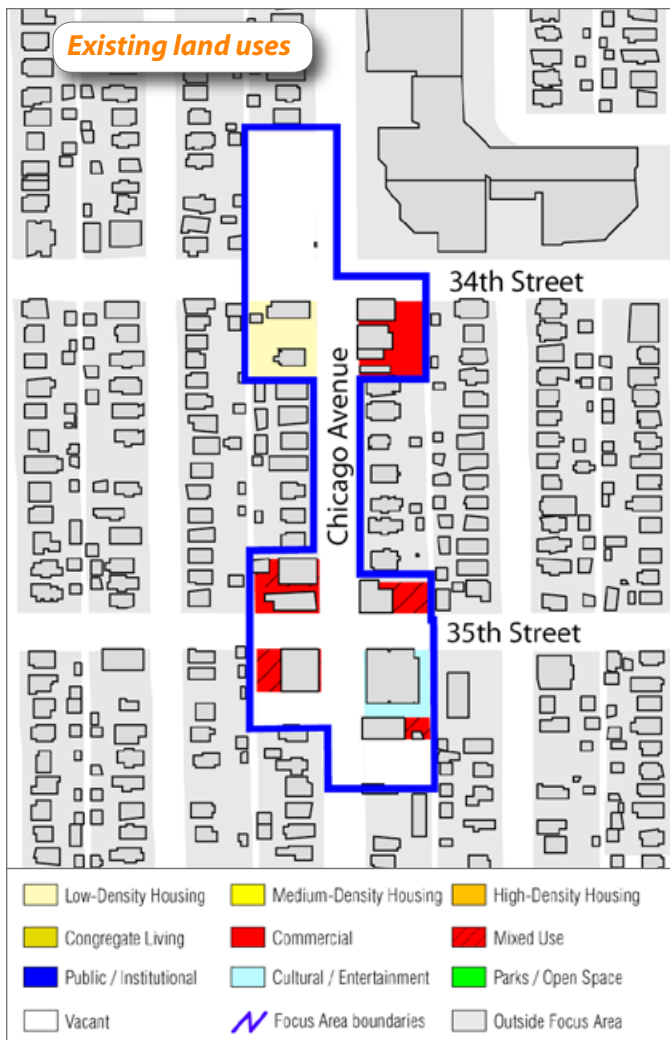 Existing land uses
34th Street
Chicago Avenue
35th Street
Low-Density Housing
Medium-Density Housing
High-Density Housing
Congregate Living
Commercial
Mixed Use
Public / Institutional
Cultural / Entertainment
Parks / Open Space
Vacant
Focus Area boundaries
Outside Focus Area